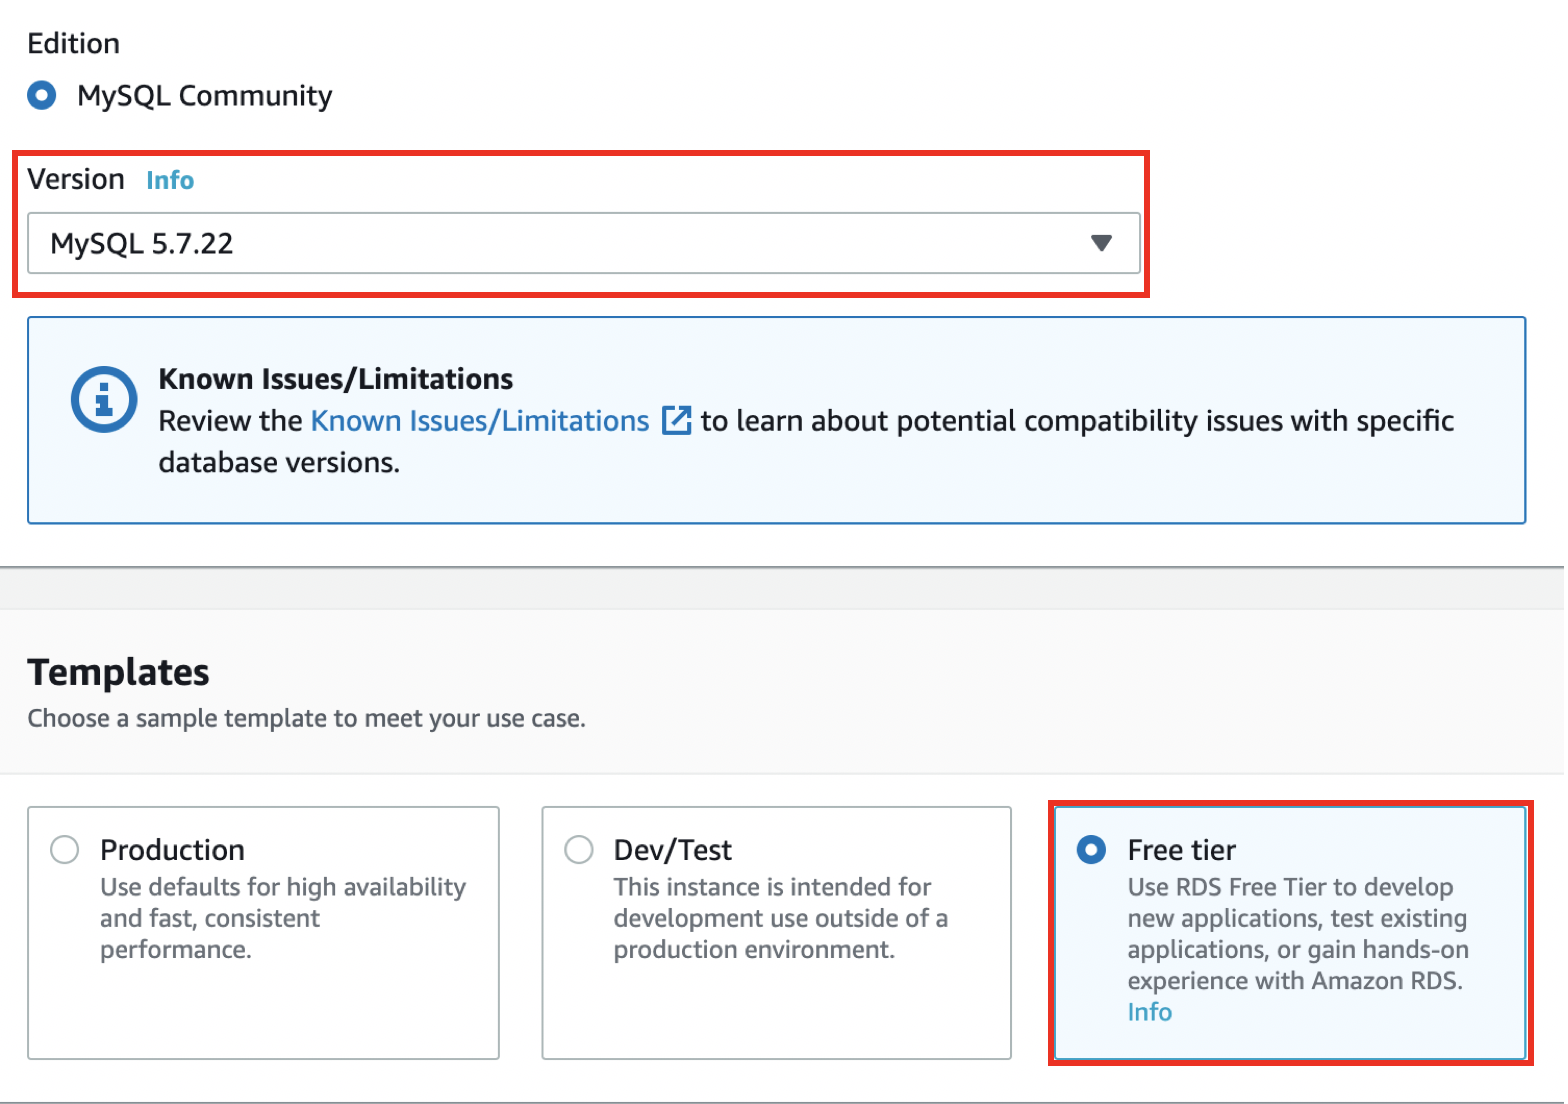 Edition
MySQL Community
Version Info
MySQL 5.7.22
Known Issues/Limitations
Review the Known Issues/Limitations to learn about potential compatibility issues with specific
database versions.
Templates
Choose a sample template to meet your use case.
Production
Use defaults for high availability
and fast, consistent
performance.
Dev/Test
This instance is intended for
development use outside of a
production environment.
Free tier
Use RDS Free Tier to develop
new applications, test existing
applications, or gain hands-on
experience with Amazon RDS.
Info